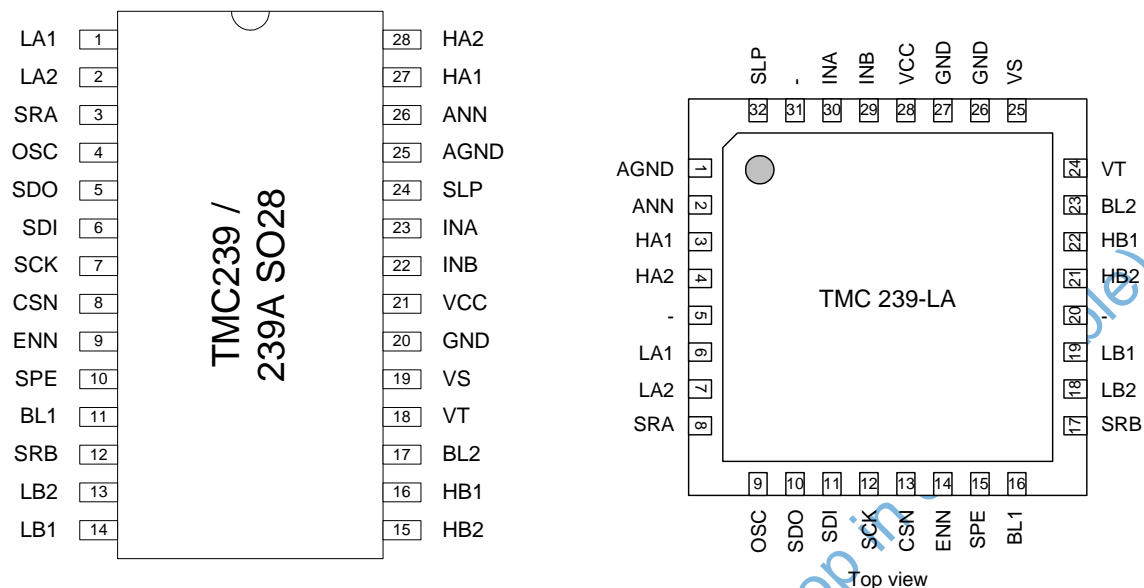 LA1 1 28 HA2
LA2 2 27 HA1
SRA 3 26 ANN
OSC 4 25 AGND
SDO 5 24 SLP
SDI 6 23 INA
SCK 7 22 INB
CSN 8 21 VCC
ENN 9 20 GND
SPE 10 19 VS
BL1 11 18 VT
SRB 12 17 BL2
LB2 13 16 HB1
LB1 14 15 HB2
TMC239 /
239A SO28
SLP - INA INB VCC GND GND VS
32 31 30 29 28 27 26 25
AGND 1 24 VT
ANN 2 23 BL2
HA1 3 22 HB1
HA2 4 21 HB2
- 5 20 -
LA1 6 19 LB1
LA2 7 18 LB2
SRA 8 17 SRB
TMC 239-LA
9 10 11 12 13 14 15 16
OSC SDO SDI SCK CSN ENN SPE BL1
Top view